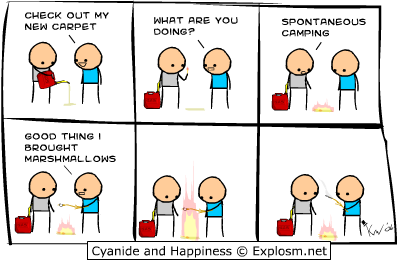 CHECK OUT MY
NEW CARPET
WHAT ARE YOU
DOING?
SPONTANEOUS
CAMPING
GOOD THING I
BROUGHT
MARSHMALLOWS
Cyanide and Happiness © Explosm.net